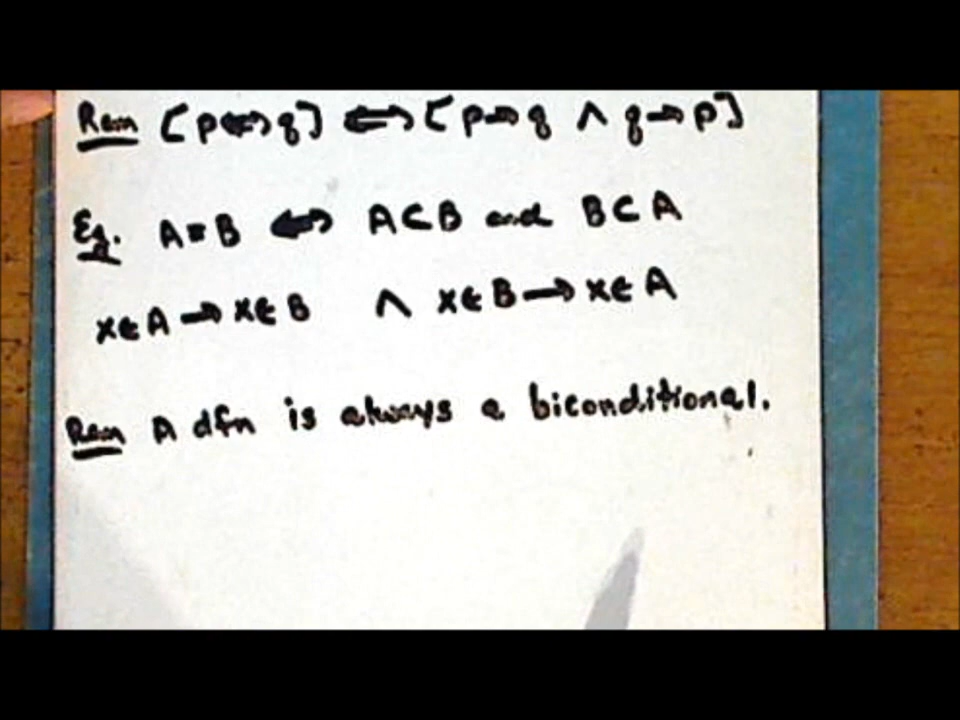 Rem [p↔q] ⟺ [p→q ∧ q→p]
Eg. A=B ⟺ A⊂B and B⊂A
x∈A → x∈B ∧ x∈B → x∈A
Rem A dfn is always a biconditional.